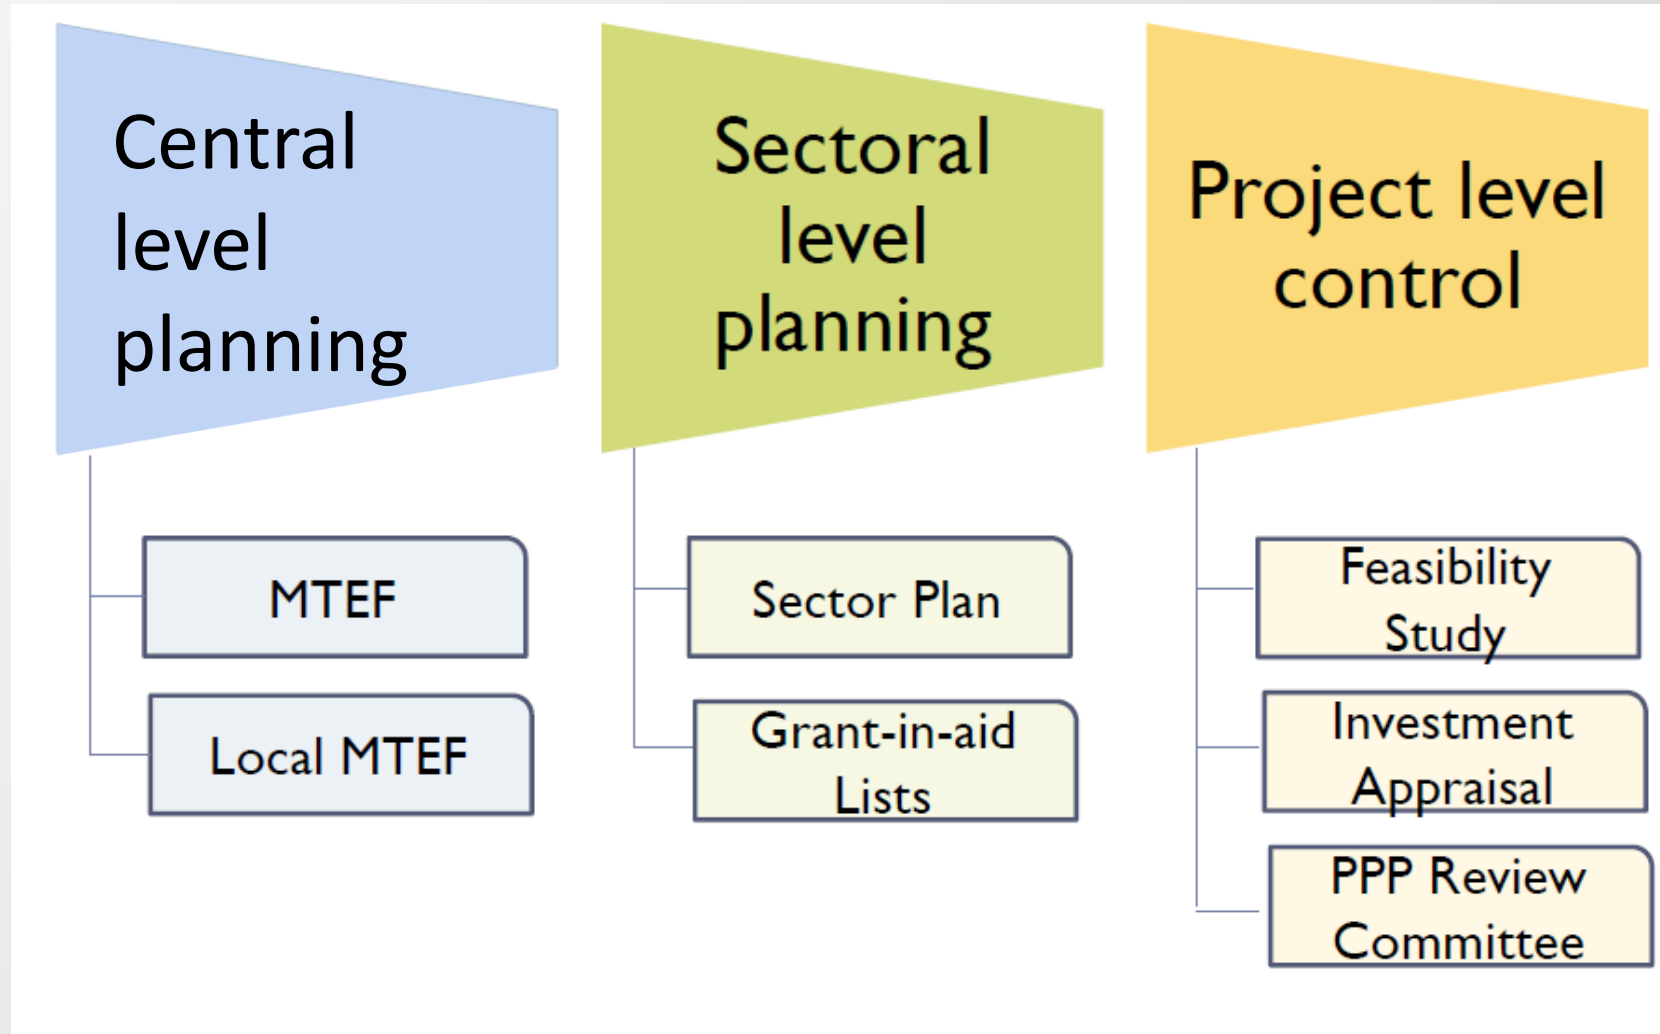 Central
level
planning
MTEF
Local MTEF
Sectoral
level
planning
Sector Plan
Grant-in-aid
Lists
Project level
control
Feasibility
Study
Investment
Appraisal
PPP Review
Committee